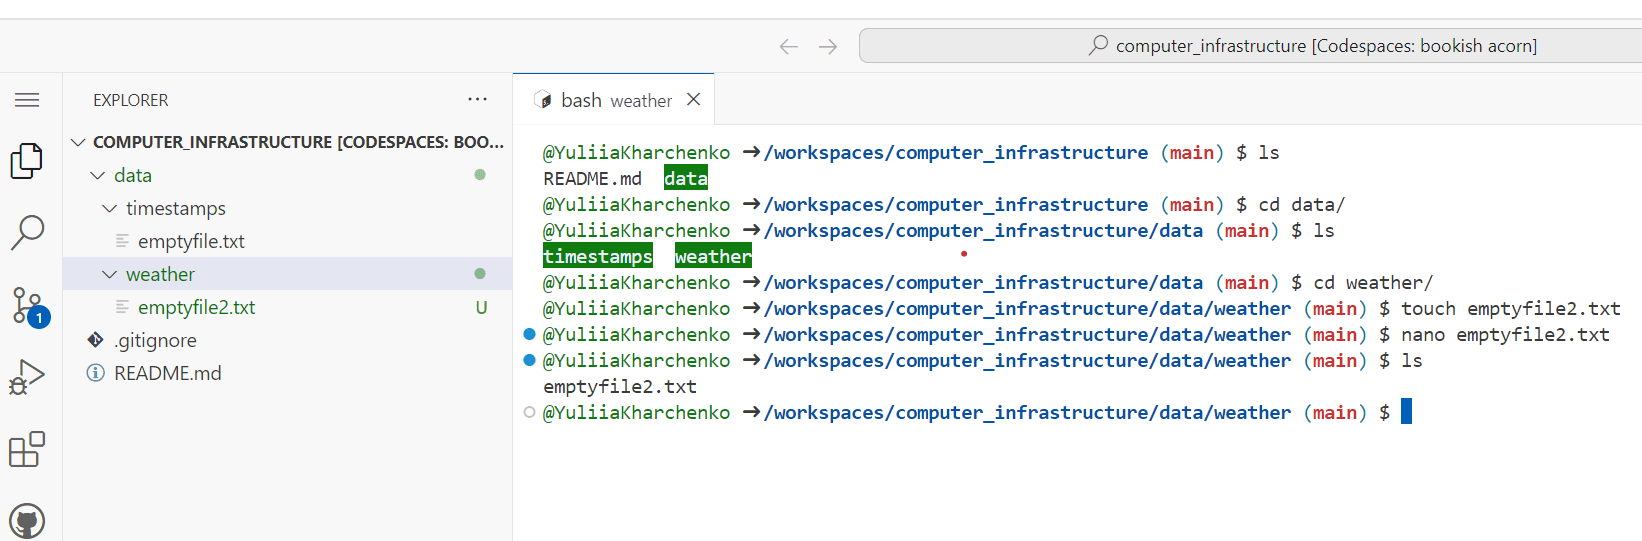 computer_infrastructure [Codespaces: bookish acorn]
EXPLORER
...
bash weather
COMPUTER_INFRASTRUCTURE [CODESPACES: BOO...
data
timestamps
emptyfile.txt
weather
emptyfile2.txt U
.gitignore
README.md
1
@YuliiaKharchenko ➜/workspaces/computer_infrastructure (main) $ ls
README.md data
@YuliiaKharchenko ➜/workspaces/computer_infrastructure (main) $ cd data/
@YuliiaKharchenko ➜/workspaces/computer_infrastructure/data (main) $ ls
timestamps weather
@YuliiaKharchenko ➜/workspaces/computer_infrastructure/data (main) $ cd weather/
@YuliiaKharchenko ➜/workspaces/computer_infrastructure/data/weather (main) $ touch emptyfile2.txt
@YuliiaKharchenko ➜/workspaces/computer_infrastructure/data/weather (main) $ nano emptyfile2.txt
@YuliiaKharchenko ➜/workspaces/computer_infrastructure/data/weather (main) $ ls
emptyfile2.txt
@YuliiaKharchenko ➜/workspaces/computer_infrastructure/data/weather (main) $